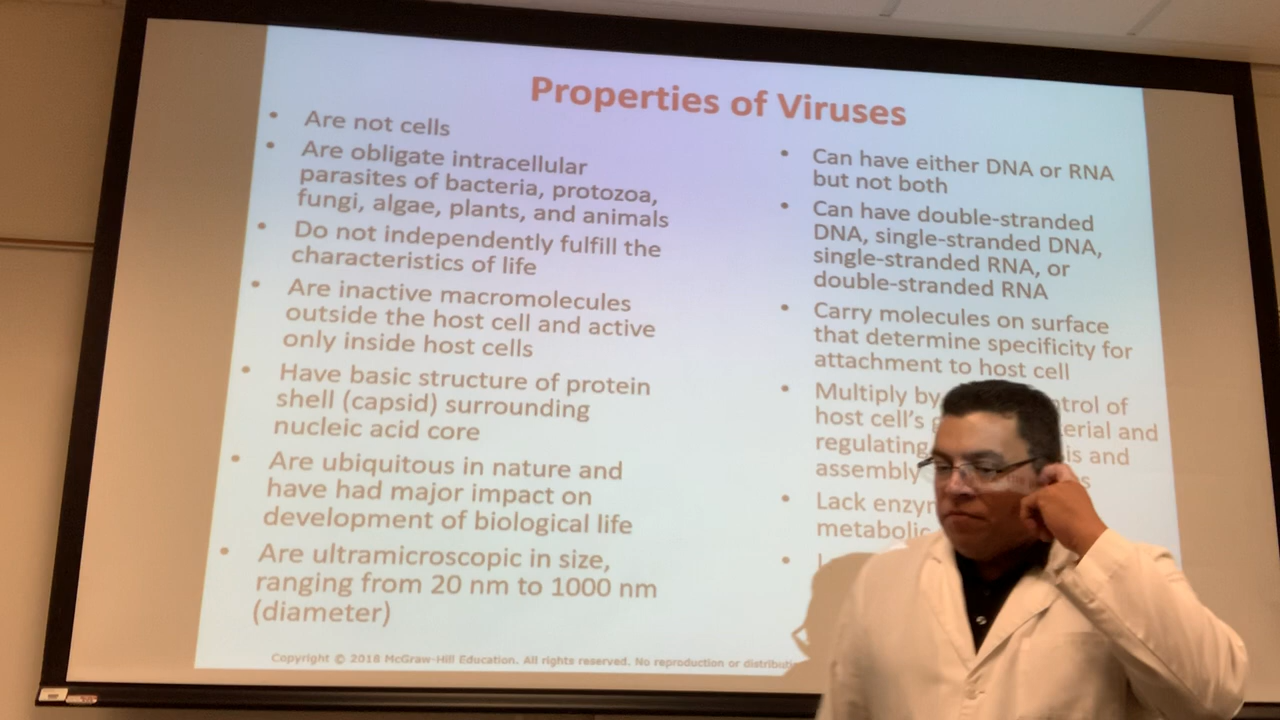 Properties of Viruses
• Are not cells
• Are obligate intracellular
parasites of bacteria, protozoa,
fungi, algae, plants, and animals
• Do not independently fulfill the
characteristics of life
• Are inactive macromolecules
outside the host cell and active
only inside host cells
• Have basic structure of protein
shell (capsid) surrounding
nucleic acid core
• Are ubiquitous in nature and
have had major impact on
development of biological life
• Are ultramicroscopic in size,
ranging from 20 nm to 1000 nm
(diameter)
• Can have either DNA or RNA
but not both
• Can have double-stranded
DNA, single-stranded DNA,
single-stranded RNA, or
double-stranded RNA
• Carry molecules on surface
that determine specificity for
attachment to host cell
• Multiply by of
host cell's and
regulating and
assembly
• Lack
Copyright © 2018 McGraw-Hill Education. All rights reserved. No reproduction or